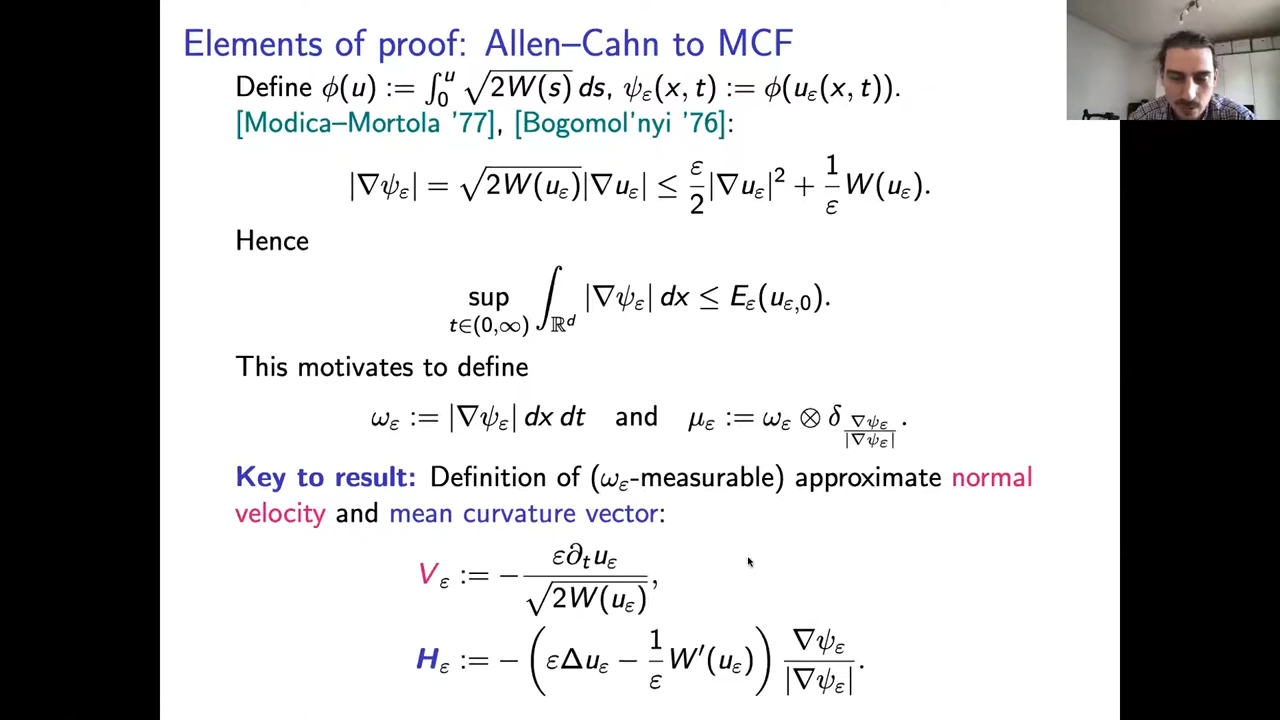 Elements of proof: Allen–Cahn to MCF
Define ϕ(u) := ∫₀ᵘ √2W(s) ds, ψ_ε(x, t) := ϕ(u_ε(x, t)).
[Modica–Mortola '77], [Bogomol'nyi '76]:
|∇ψ_ε| = √2W(u_ε)|∇u_ε| ≤ ε/2 |∇u_ε|² + 1/ε W(u_ε).
Hence
sup_{t∈(0,∞)} ∫_{ℝᵈ} |∇ψ_ε| dx ≤ E_ε(u_{ε,0}).
This motivates to define
ω_ε := |∇ψ_ε| dx dt and μ_ε := ω_ε ⊗ δ_{∇ψ_ε/|∇ψ_ε|}.
Key to result: Definition of (ω_ε-measurable) approximate normal
velocity and mean curvature vector:
V_ε := − ε∂_t u_ε / √2W(u_ε),
H_ε := − (εΔu_ε − 1/ε W′(u_ε)) ∇ψ_ε/|∇ψ_ε|.